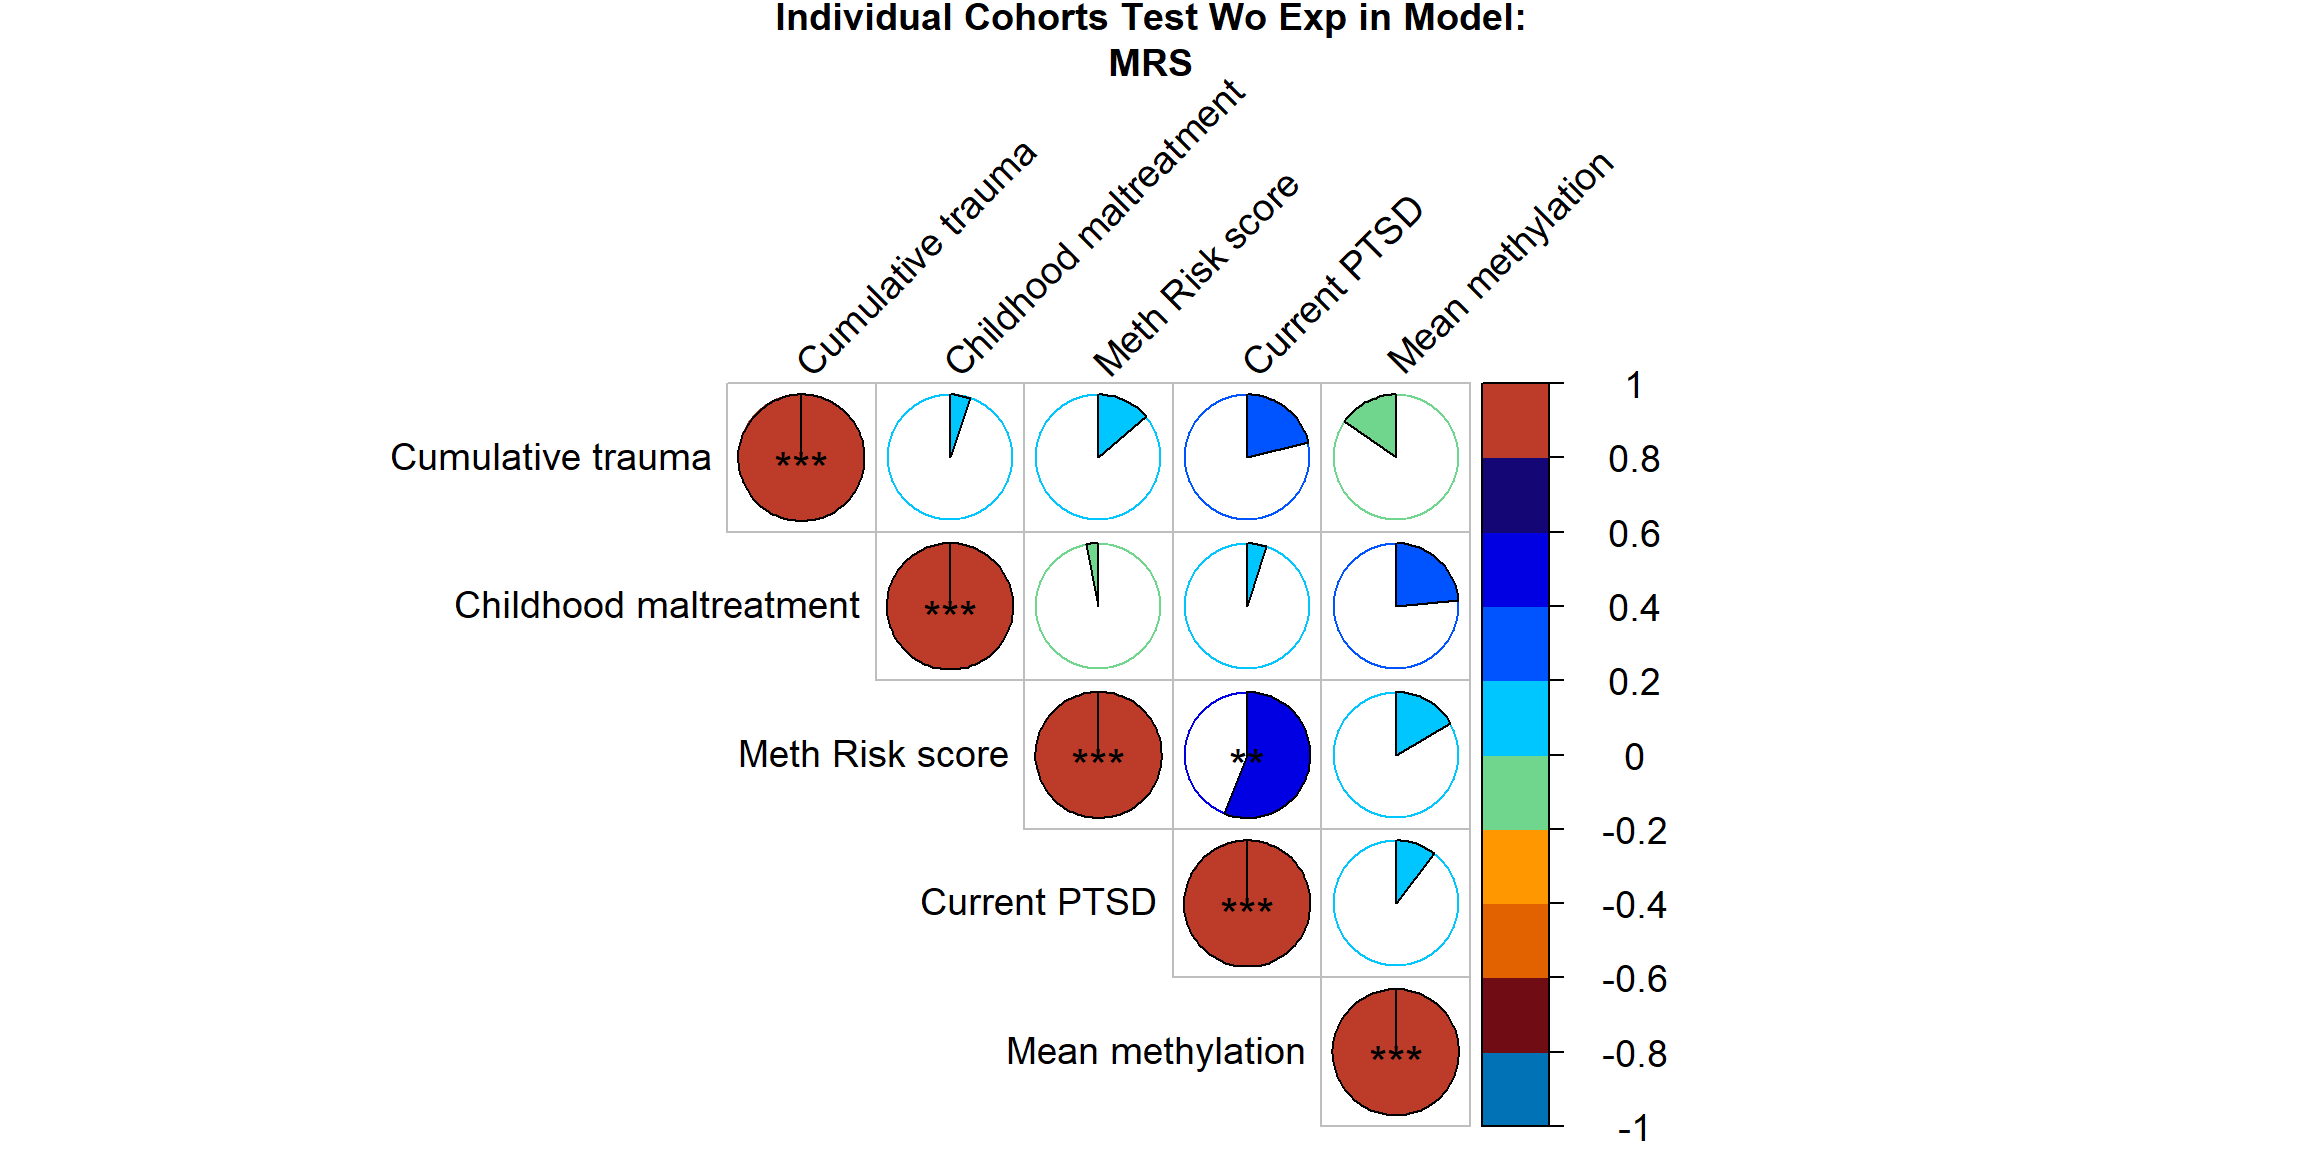 Individual Cohorts Test Wo Exp in Model:
MRS
Cumulative trauma
Childhood maltreatment
Meth Risk score
Current PTSD
Mean methylation
Cumulative trauma
***
Childhood maltreatment
***
Meth Risk score
***
**
Current PTSD
***
Mean methylation
***
1
0.8
0.6
0.4
0.2
0
-0.2
-0.4
-0.6
-0.8
-1